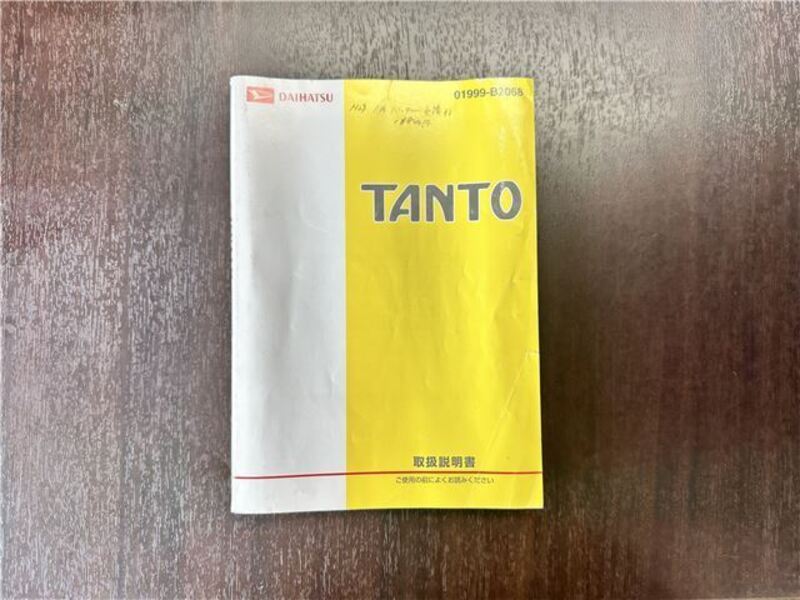 DAIHATSU
01999-B2068
TANTO
取扱説明書
ご使用の前によくお読みください